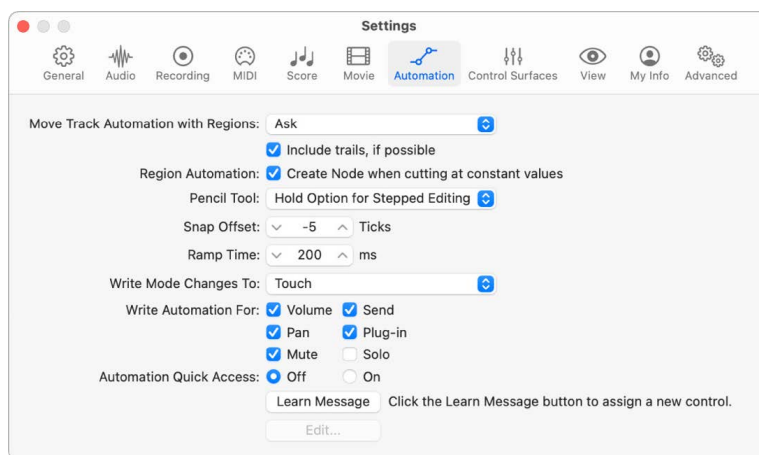 Settings
General Audio Recording MIDI Score Movie Automation Control Surfaces View My Info Advanced
Move Track Automation with Regions: Ask
Include trails, if possible
Region Automation: Create Node when cutting at constant values
Pencil Tool: Hold Option for Stepped Editing
Snap Offset: -5 Ticks
Ramp Time: 200 ms
Write Mode Changes To: Touch
Write Automation For: Volume Send
Pan Plug-in
Mute Solo
Automation Quick Access: Off On
Learn Message Click the Learn Message button to assign a new control.
Edit...